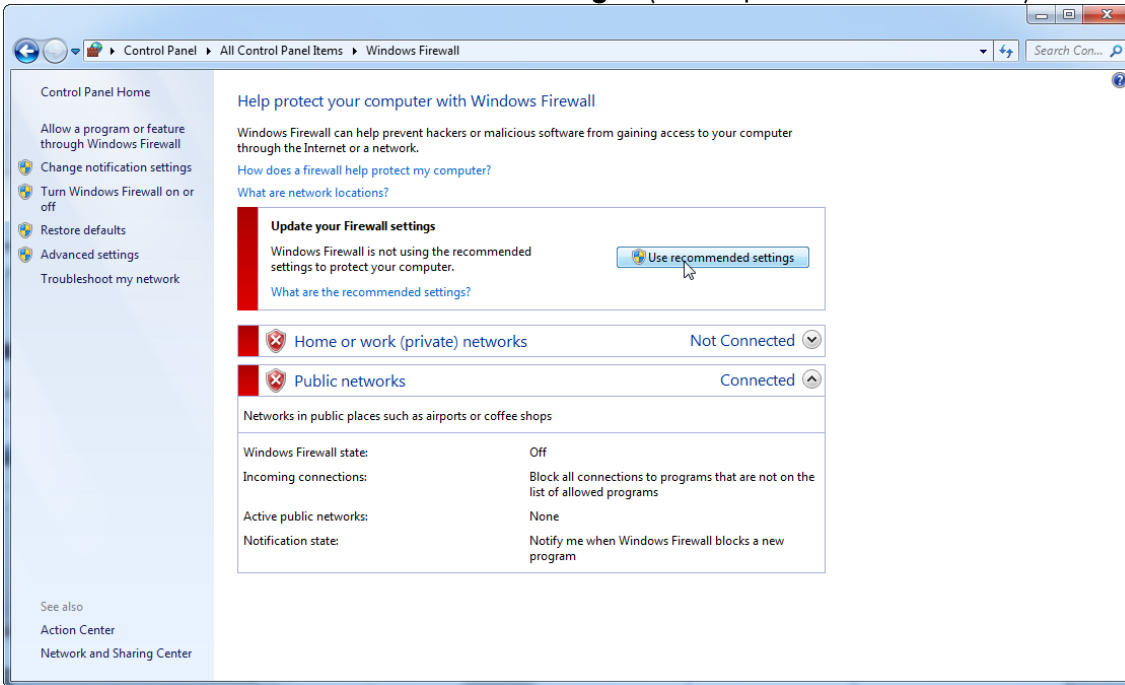 Control Panel
All Control Panel Items
Windows Firewall
Search Con...
Control Panel Home
Allow a program or feature
through Windows Firewall
Change notification settings
Turn Windows Firewall on or
off
Restore defaults
Advanced settings
Troubleshoot my network
Help protect your computer with Windows Firewall
Windows Firewall can help prevent hackers or malicious software from gaining access to your computer
through the Internet or a network.
How does a firewall help protect my computer?
What are network locations?
Update your Firewall settings
Windows Firewall is not using the recommended
settings to protect your computer.
Use recommended settings
What are the recommended settings?
Home or work (private) networks
Not Connected
Public networks
Connected
Networks in public places such as airports or coffee shops
Windows Firewall state:
Off
Incoming connections:
Block all connections to programs that are not on the
list of allowed programs
Active public networks:
None
Notification state:
Notify me when Windows Firewall blocks a new
program
See also
Action Center
Network and Sharing Center